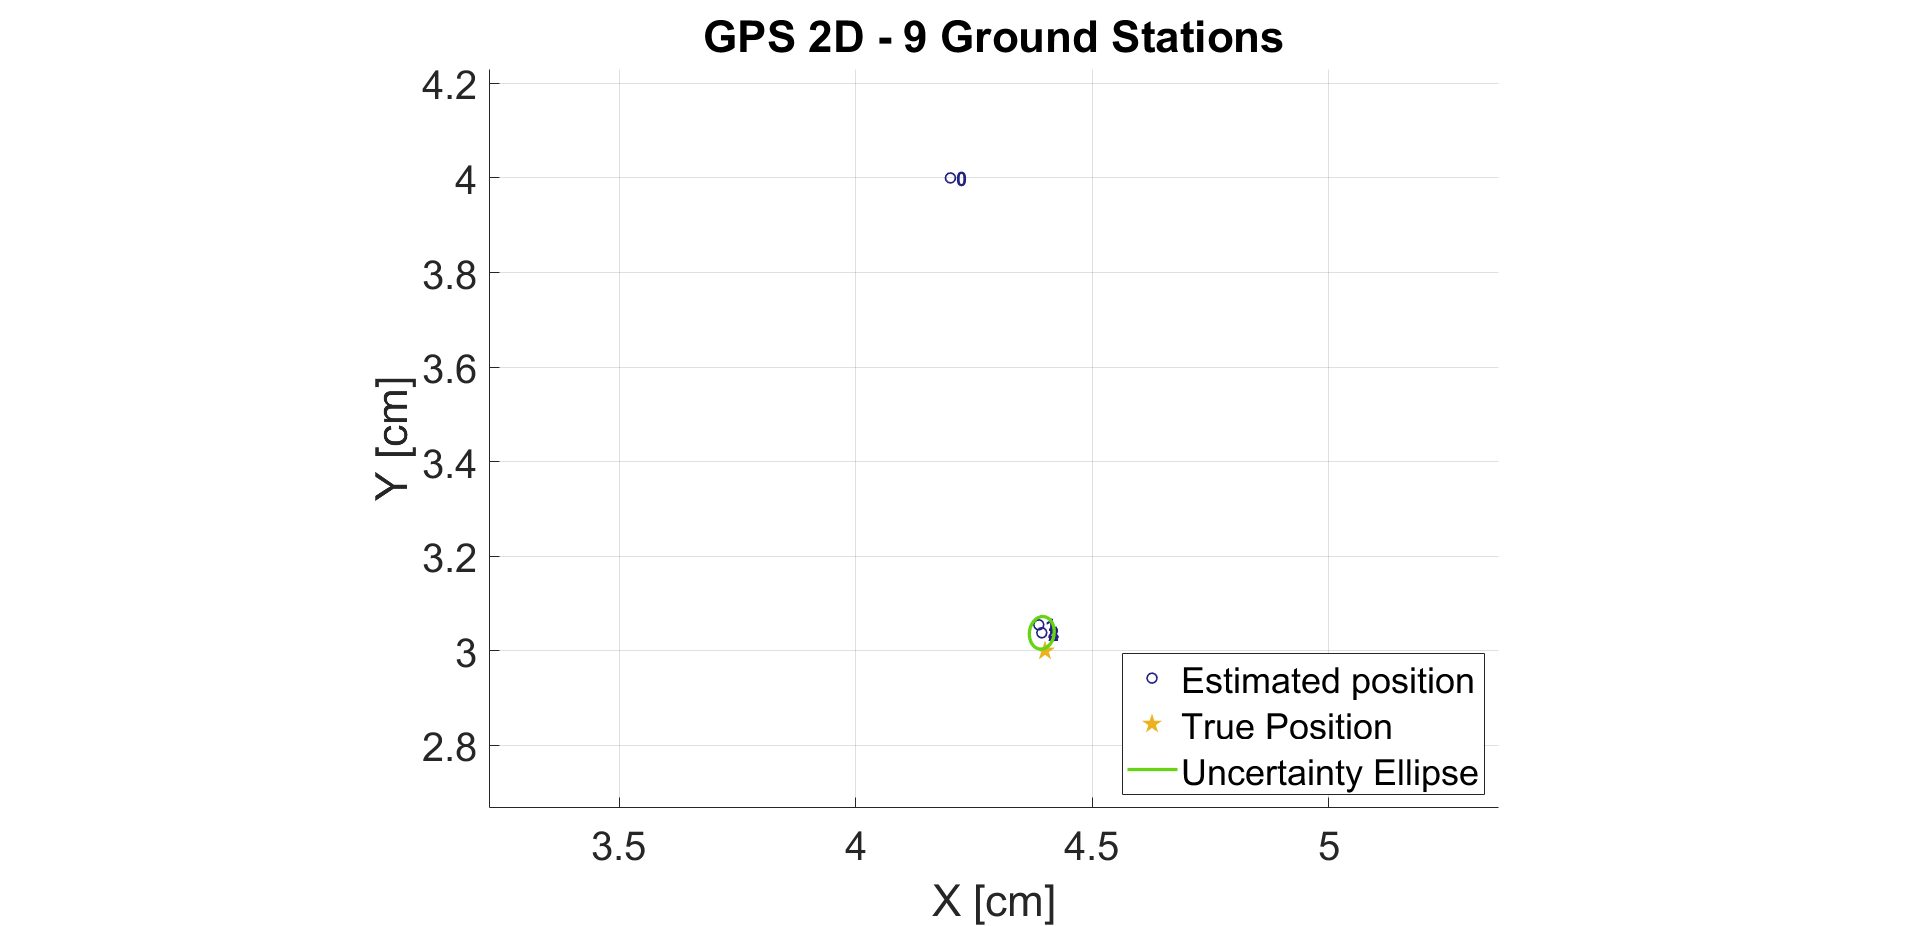 GPS 2D - 9 Ground Stations
4.2
4
3.8
3.6
3.4
3.2
3
2.8
Y [cm]
0
Estimated position
True Position
Uncertainty Ellipse
3.5 4 4.5 5
X [cm]